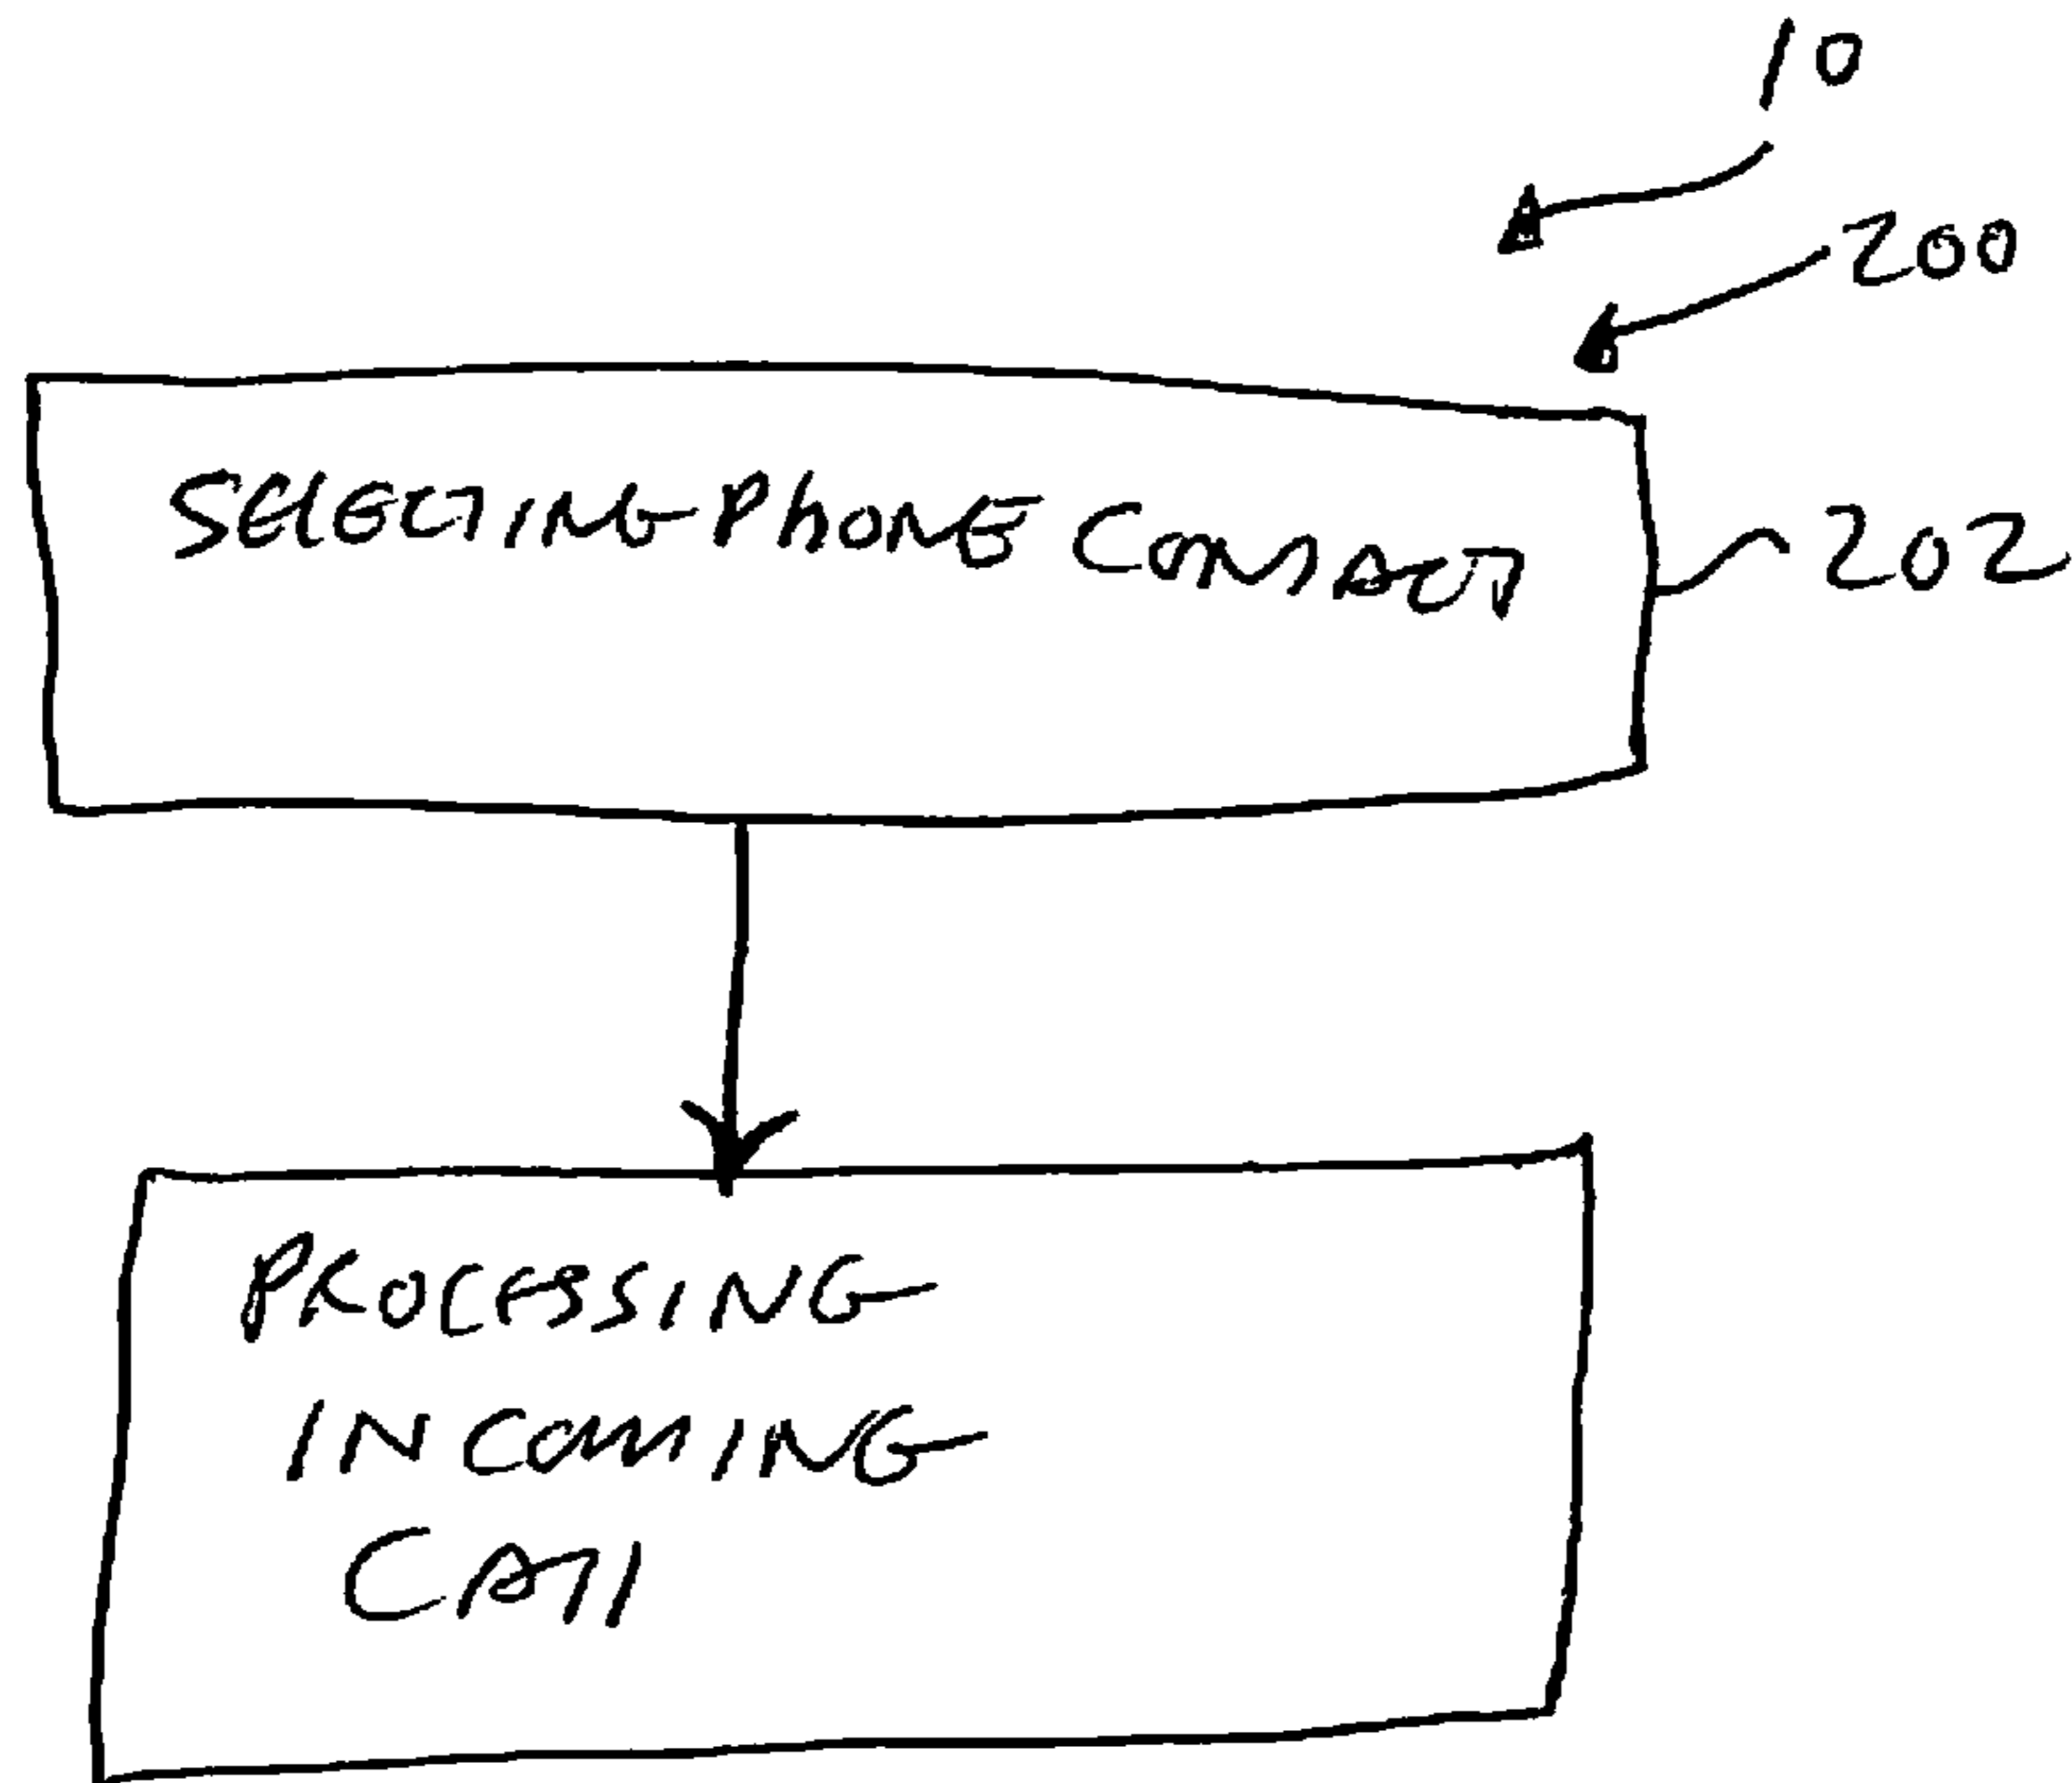 10
200
SELECTING PHONE CONTACT
202
PROCESSING
INCOMING
CALL